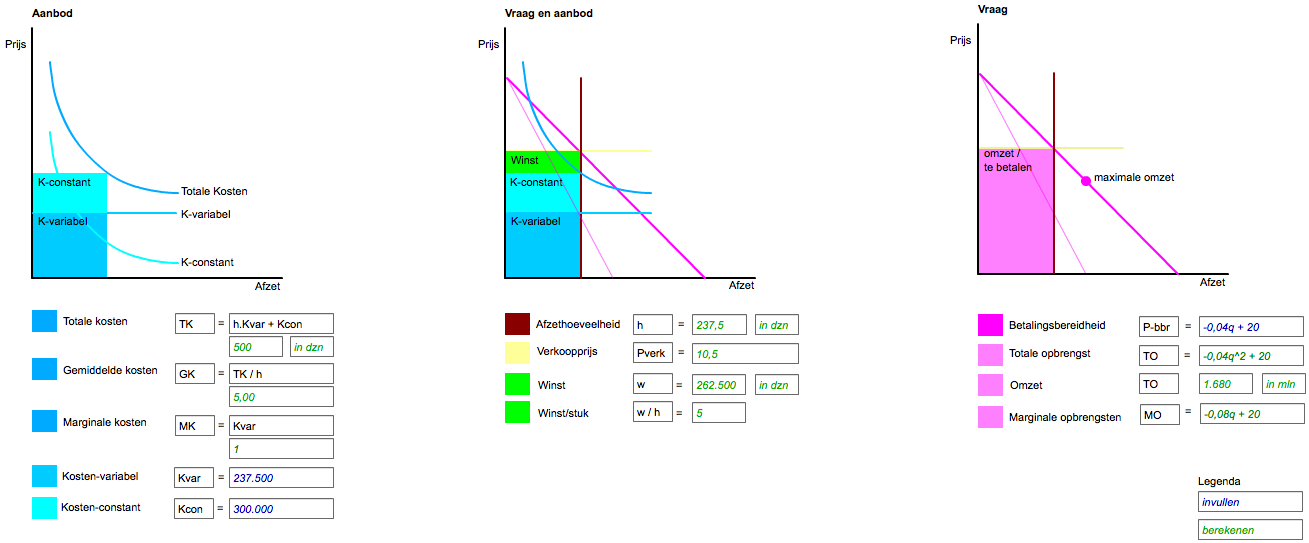 Aanbod
Prijs
K-constant
K-variabel
Totale Kosten
K-variabel
K-constant
Afzet
Totale kosten
TK
=
h.Kvar + Kcon
500
in dzn
Gemiddelde kosten
GK
=
TK / h
5,00
Marginale kosten
MK
=
Kvar
1
Kosten-variabel
Kvar
=
237.500
Kosten-constant
Kcon
=
300.000
Vraag en aanbod
Prijs
Winst
K-constant
K-variabel
Afzet
Afzethoeveelheid
h
=
237,5
in dzn
Verkoopprijs
Pverk
=
10,5
Winst
w
=
262.500
in dzn
Winst/stuk
w / h
=
5
Vraag
Prijs
omzet /
te betalen
maximale omzet
Afzet
Betalingsbereidheid
P-bbr
=
-0,04q + 20
Totale opbrengst
TO
=
-0,04q^2 + 20
Omzet
TO
1.680
in mln
Marginale opbrengsten
MO
=
-0,08q + 20
Legenda
invullen
berekenen